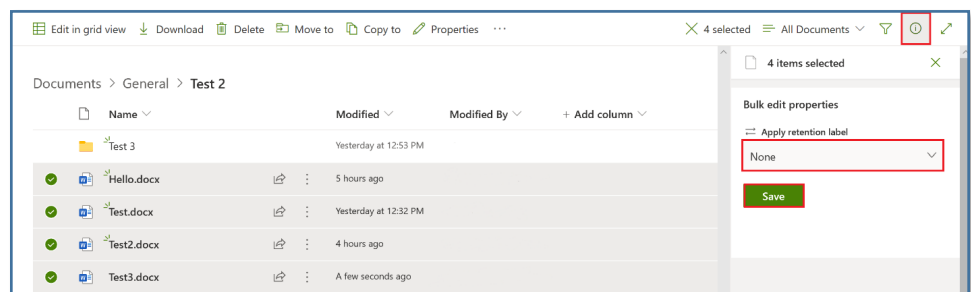 Edit in grid view Download Delete Move to Copy to Properties ··· 4 selected All Documents
4 items selected
Documents > General > Test 2
Bulk edit properties
Name Modified Modified By + Add column
Apply retention label
Test 3 Yesterday at 12:53 PM
None
Hello.docx 5 hours ago
Save
Test.docx Yesterday at 12:32 PM
Test2.docx 4 hours ago
Test3.docx A few seconds ago